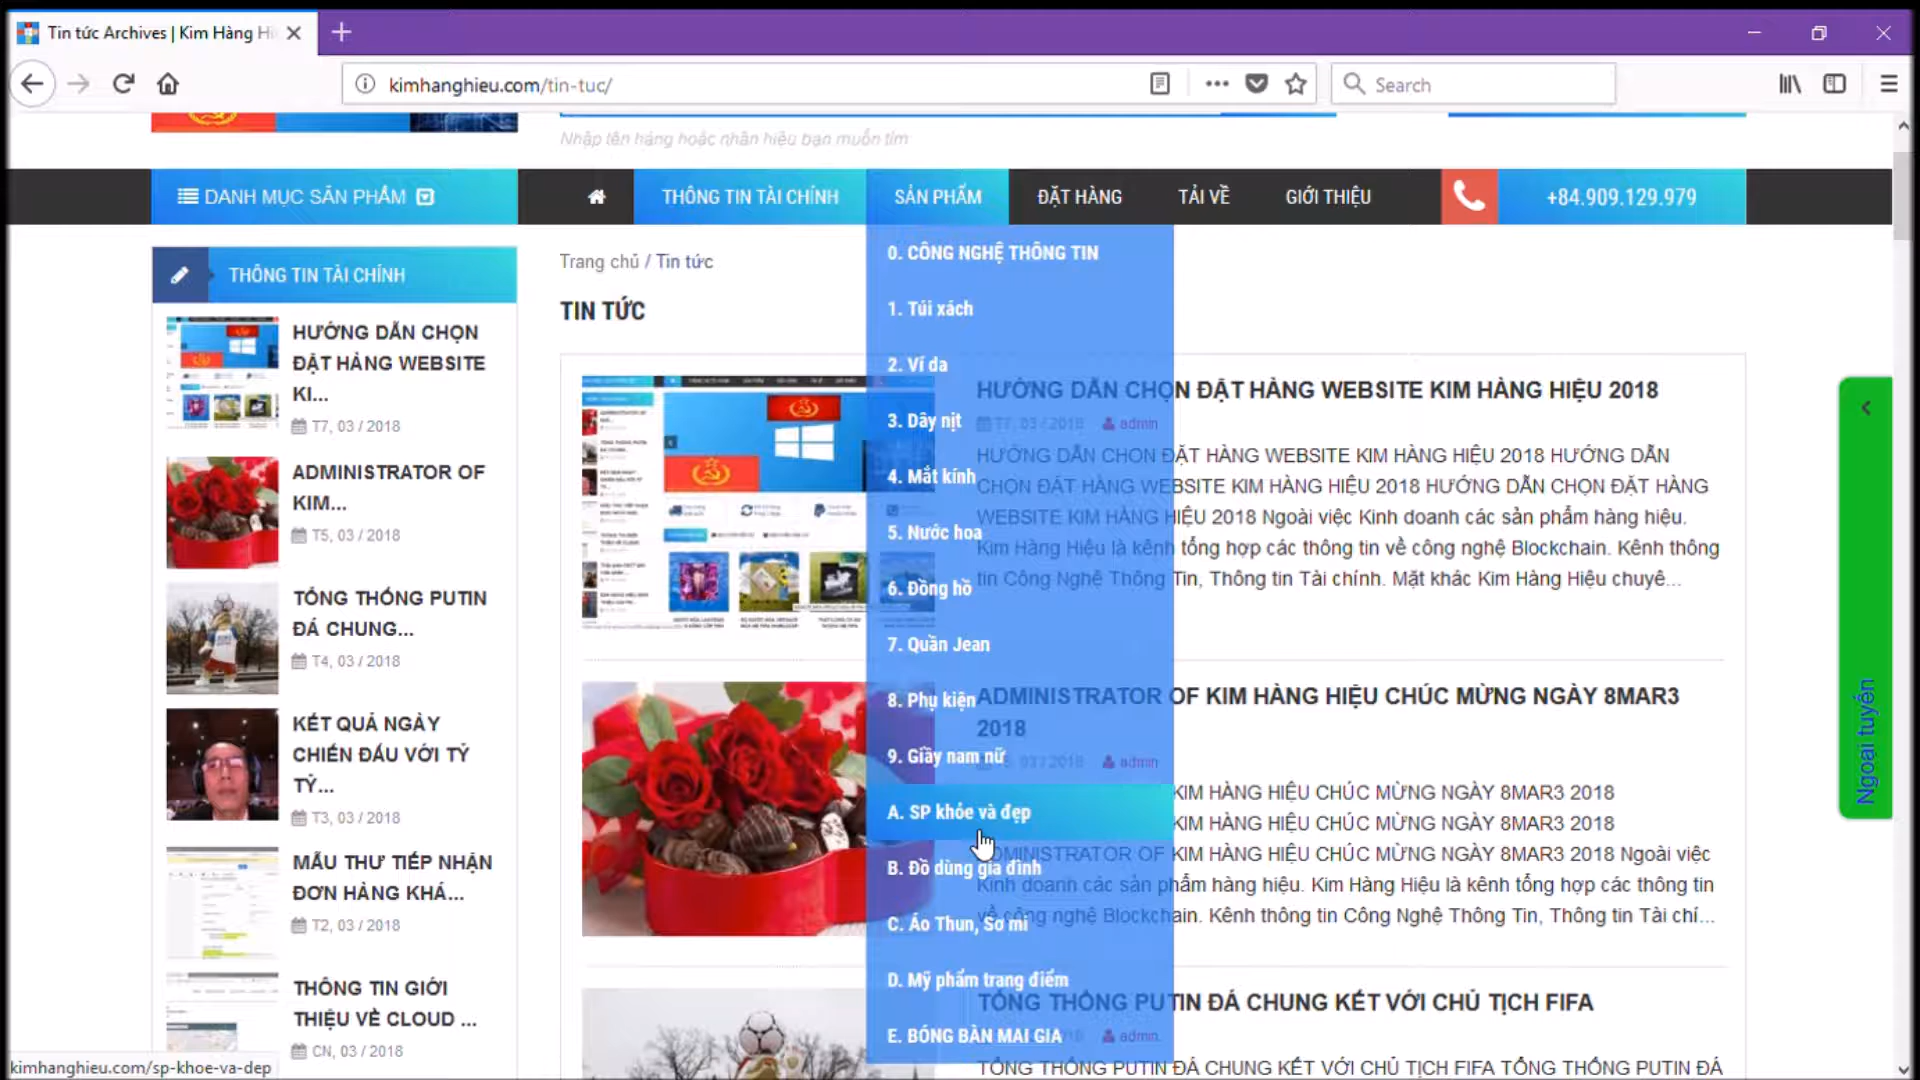 Tin tức Archives | Kim Hàng Hi
kimhanghieu.com/tin-tuc/
Search
Nhập tên hàng hoặc nhãn hiệu bạn muốn tìm
DANH MỤC SẢN PHẨM
THÔNG TIN TÀI CHÍNH
SẢN PHẨM
ĐẶT HÀNG
TẢI VỀ
GIỚI THIỆU
+84.909.129.979
THÔNG TIN TÀI CHÍNH
HƯỚNG DẪN CHỌN
ĐẶT HÀNG WEBSITE
KI...
T7, 03 / 2018
ADMINISTRATOR OF
KIM...
T5, 03 / 2018
TỔNG THỐNG PUTIN
ĐÁ CHUNG...
T4, 03 / 2018
KẾT QUẢ NGÀY
CHIẾN ĐẤU VỚI TỶ
TỶ...
T3, 03 / 2018
MẪU THƯ TIẾP NHẬN
ĐƠN HÀNG KHÁ...
T2, 03 / 2018
THÔNG TIN GIỚI
THIỆU VỀ CLOUD ...
CN, 03 / 2018
Trang chủ / Tin tức
TIN TỨC
0. CÔNG NGHỆ THÔNG TIN
1. Túi xách
2. Ví da
3. Dây nịt
4. Mắt kính
5. Nước hoa
6. Đồng hồ
7. Quần Jean
8. Phụ kiện
9. Giầy nam nữ
A. SP khỏe và đẹp
B. Đồ dùng gia đình
C. Áo Thun, Sơ mi
D. Mỹ phẩm trang điểm
E. BÓNG BÀN MAI GIA
HƯỚNG DẪN CHỌN ĐẶT HÀNG WEBSITE KIM HÀNG HIỆU 2018
T7, 03 / 2018 admin
HƯỚNG DẪN CHỌN ĐẶT HÀNG WEBSITE KIM HÀNG HIỆU 2018 HƯỚNG DẪN
CHỌN ĐẶT HÀNG WEBSITE KIM HÀNG HIỆU 2018 HƯỚNG DẪN CHỌN ĐẶT HÀNG
WEBSITE KIM HÀNG HIỆU 2018 Ngoài việc Kinh doanh các sản phẩm hàng hiệu.
Kim Hàng Hiệu là kênh tổng hợp các thông tin về công nghệ Blockchain. Kênh thông
tin Công Nghệ Thông Tin, Thông tin Tài chính. Mặt khác Kim Hàng Hiệu chuyê...
ADMINISTRATOR OF KIM HÀNG HIỆU CHÚC MỪNG NGÀY 8MAR3
2018
03 / 2018 admin
KIM HÀNG HIỆU CHÚC MỪNG NGÀY 8MAR3 2018
KIM HÀNG HIỆU CHÚC MỪNG NGÀY 8MAR3 2018
ADMINISTRATOR OF KIM HÀNG HIỆU CHÚC MỪNG NGÀY 8MAR3 2018 Ngoài việc
Kinh doanh các sản phẩm hàng hiệu. Kim Hàng Hiệu là kênh tổng hợp các thông tin
về công nghệ Blockchain. Kênh thông tin Công Nghệ Thông Tin, Thông tin Tài chí...
TỔNG THỐNG PUTIN ĐÁ CHUNG KẾT VỚI CHỦ TỊCH FIFA
admin
TỔNG THỐNG PUTIN ĐÁ CHUNG KẾT VỚI CHỦ TỊCH FIFA TỔNG THỐNG PUTIN ĐÁ
Ngoại tuyến
kimhanghieu.com/sp-khoe-va-dep